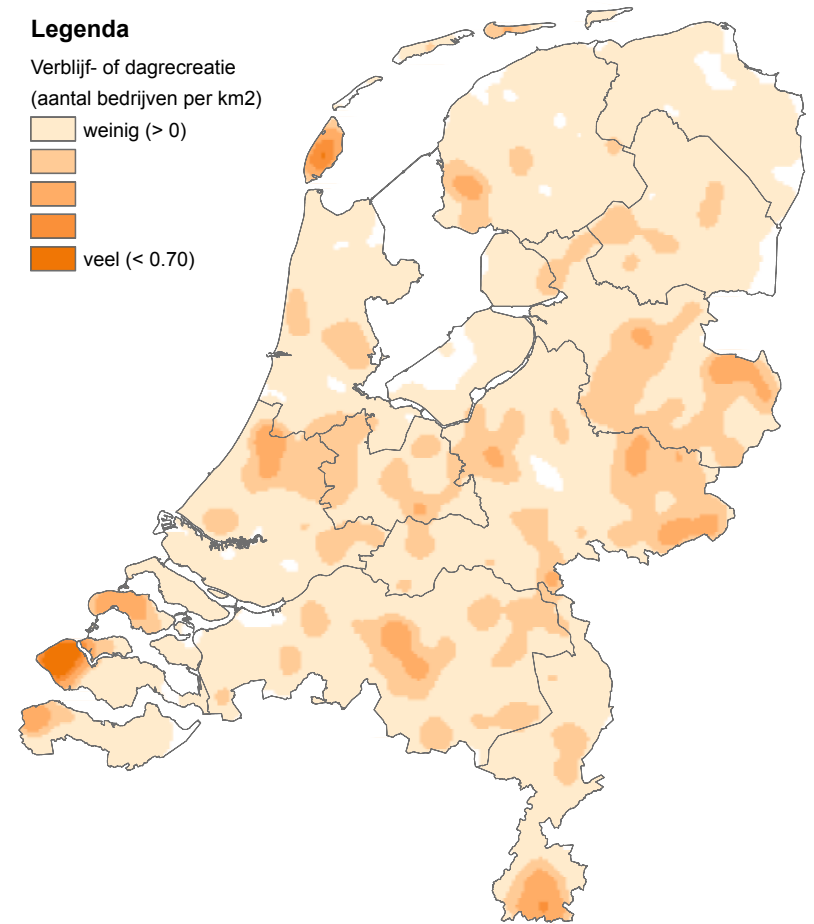 Legenda
Verblijf- of dagrecreatie
(aantal bedrijven per km2)
weinig (> 0)
veel (< 0.70)